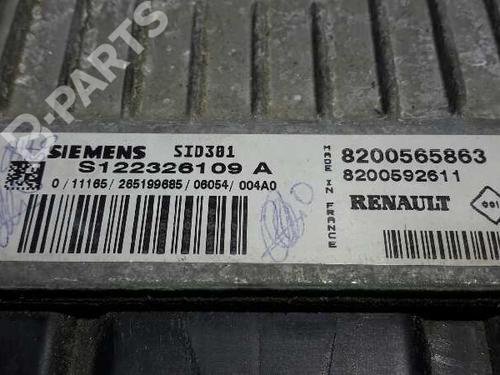 B-PARTS
SIEMENS SID301
S122326109 A
0 / 11165 / 265199685 / 06054 / 004A0
MADE IN FRANCE
8200565863
8200592611
RENAULT